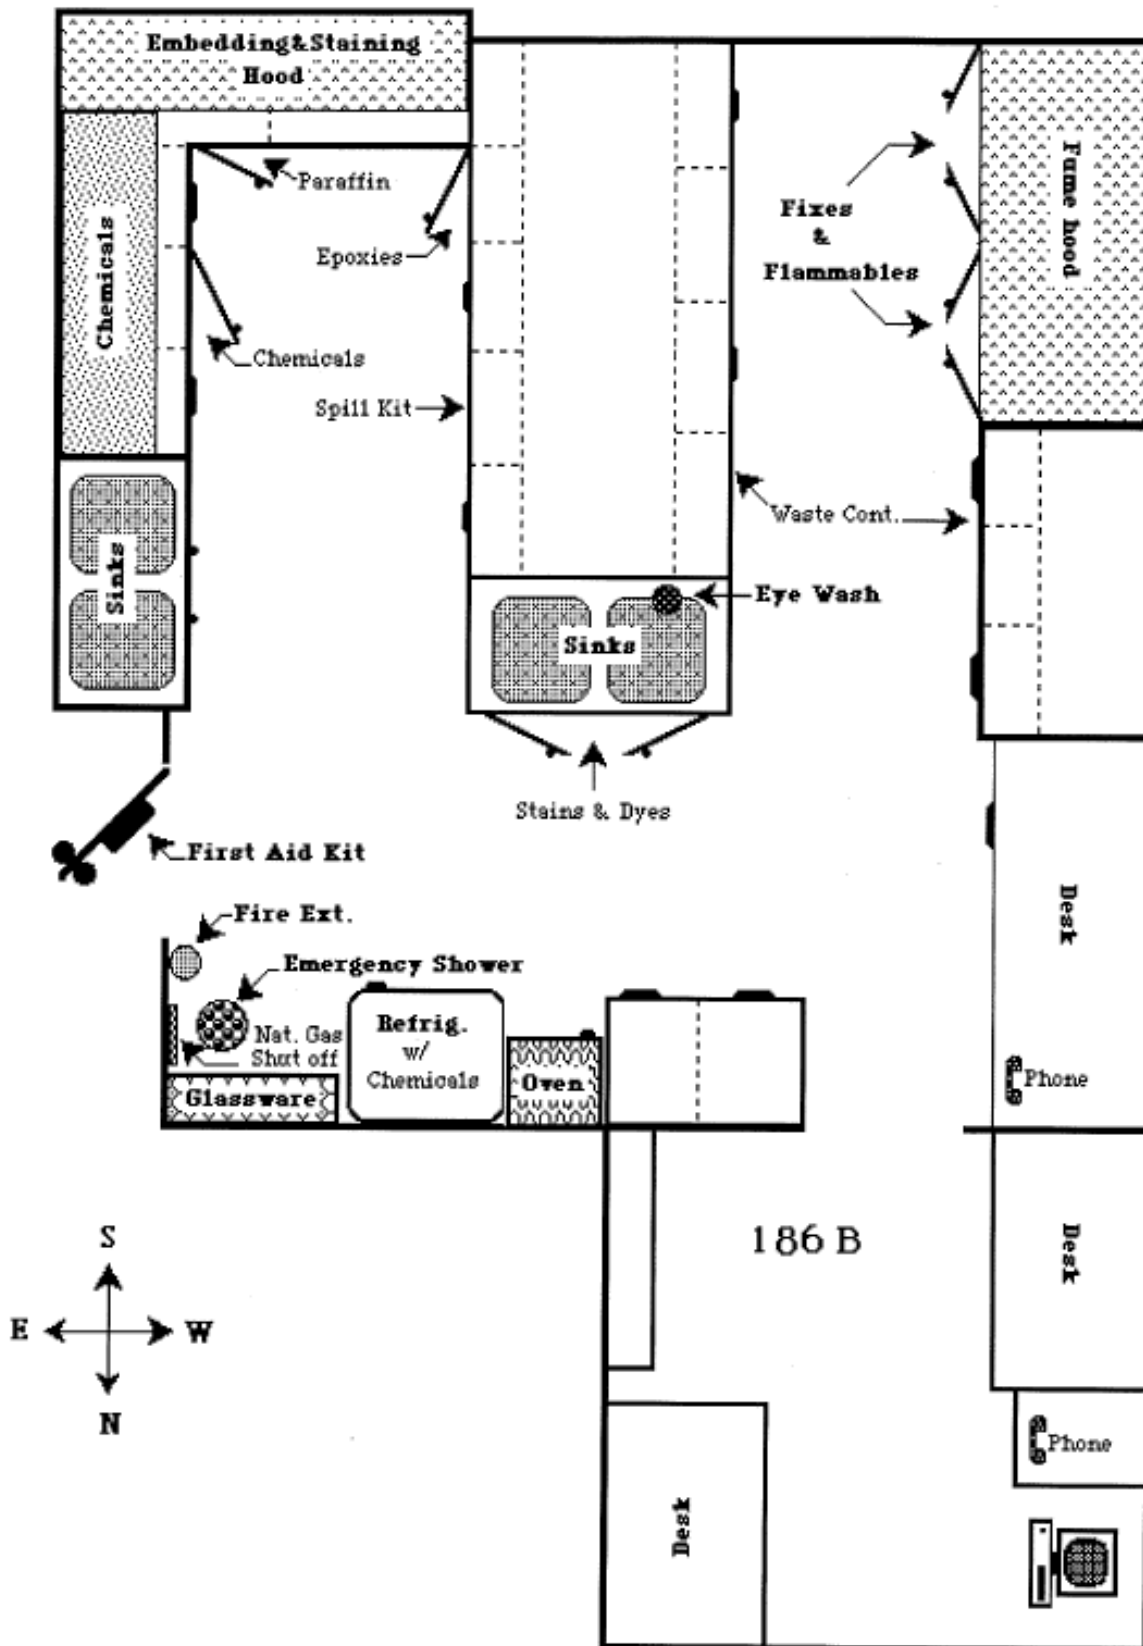 Embedding&Staining
Hood
Paraffin
Epoxies
Chemicals
Chemicals
Spill Kit
Fixes
&
Flammables
Fume hood
Waste Cont.
Sinks
Eye Wash
Sinks
Stains & Dyes
First Aid Kit
Fire Ext.
Emergency Shower
Nat. Gas
Shut off
Refrig.
w/
Chemicals
Glassware
Oven
Desk
Phone
186 B
Desk
S
E W
N
Phone
Desk